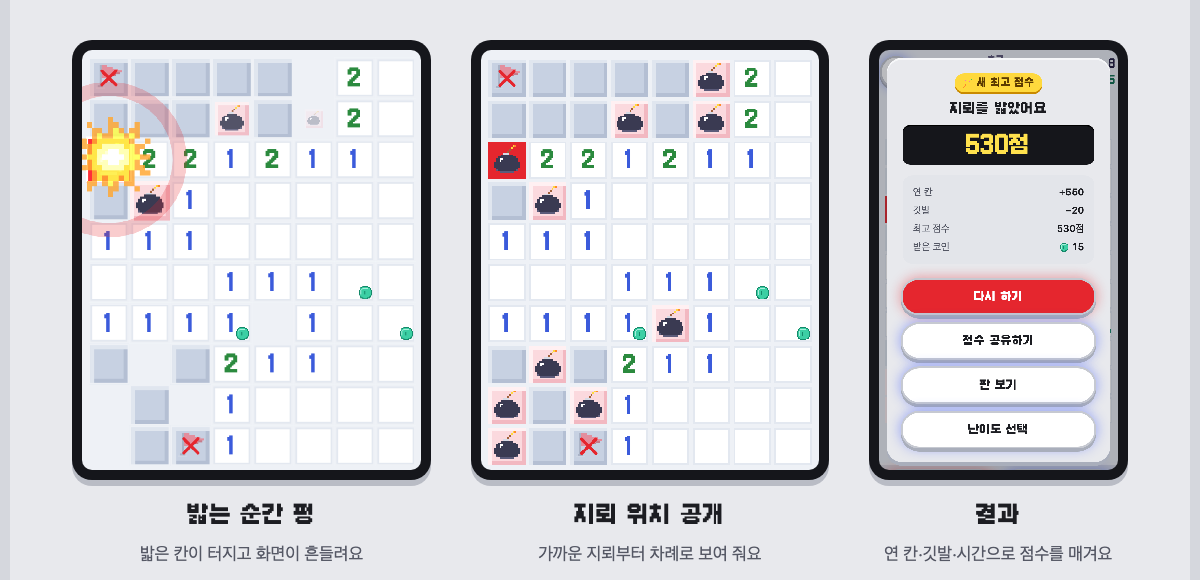 2
2
2 2 1 2 1 1
1
1 1 1
1 1 1
1 1 1 1 1
2 1 1
1
1
밟는 순간 펑
밟은 칸이 터지고 화면이 흔들려요
2
2
2 2 1 2 1 1
1
1 1 1
1 1 1
1 1 1 1 1
2 1 1
1
1
지뢰 위치 공개
가까운 지뢰부터 차례로 보여 줘요
새 최고 점수
지뢰를 밟았어요
530점
연 칸 +560
깃발 -20
최고 점수 530점
받은 코인 15
다시 하기
점수 공유하기
판 보기
난이도 선택
결과
연 칸·깃발·시간으로 점수를 매겨요